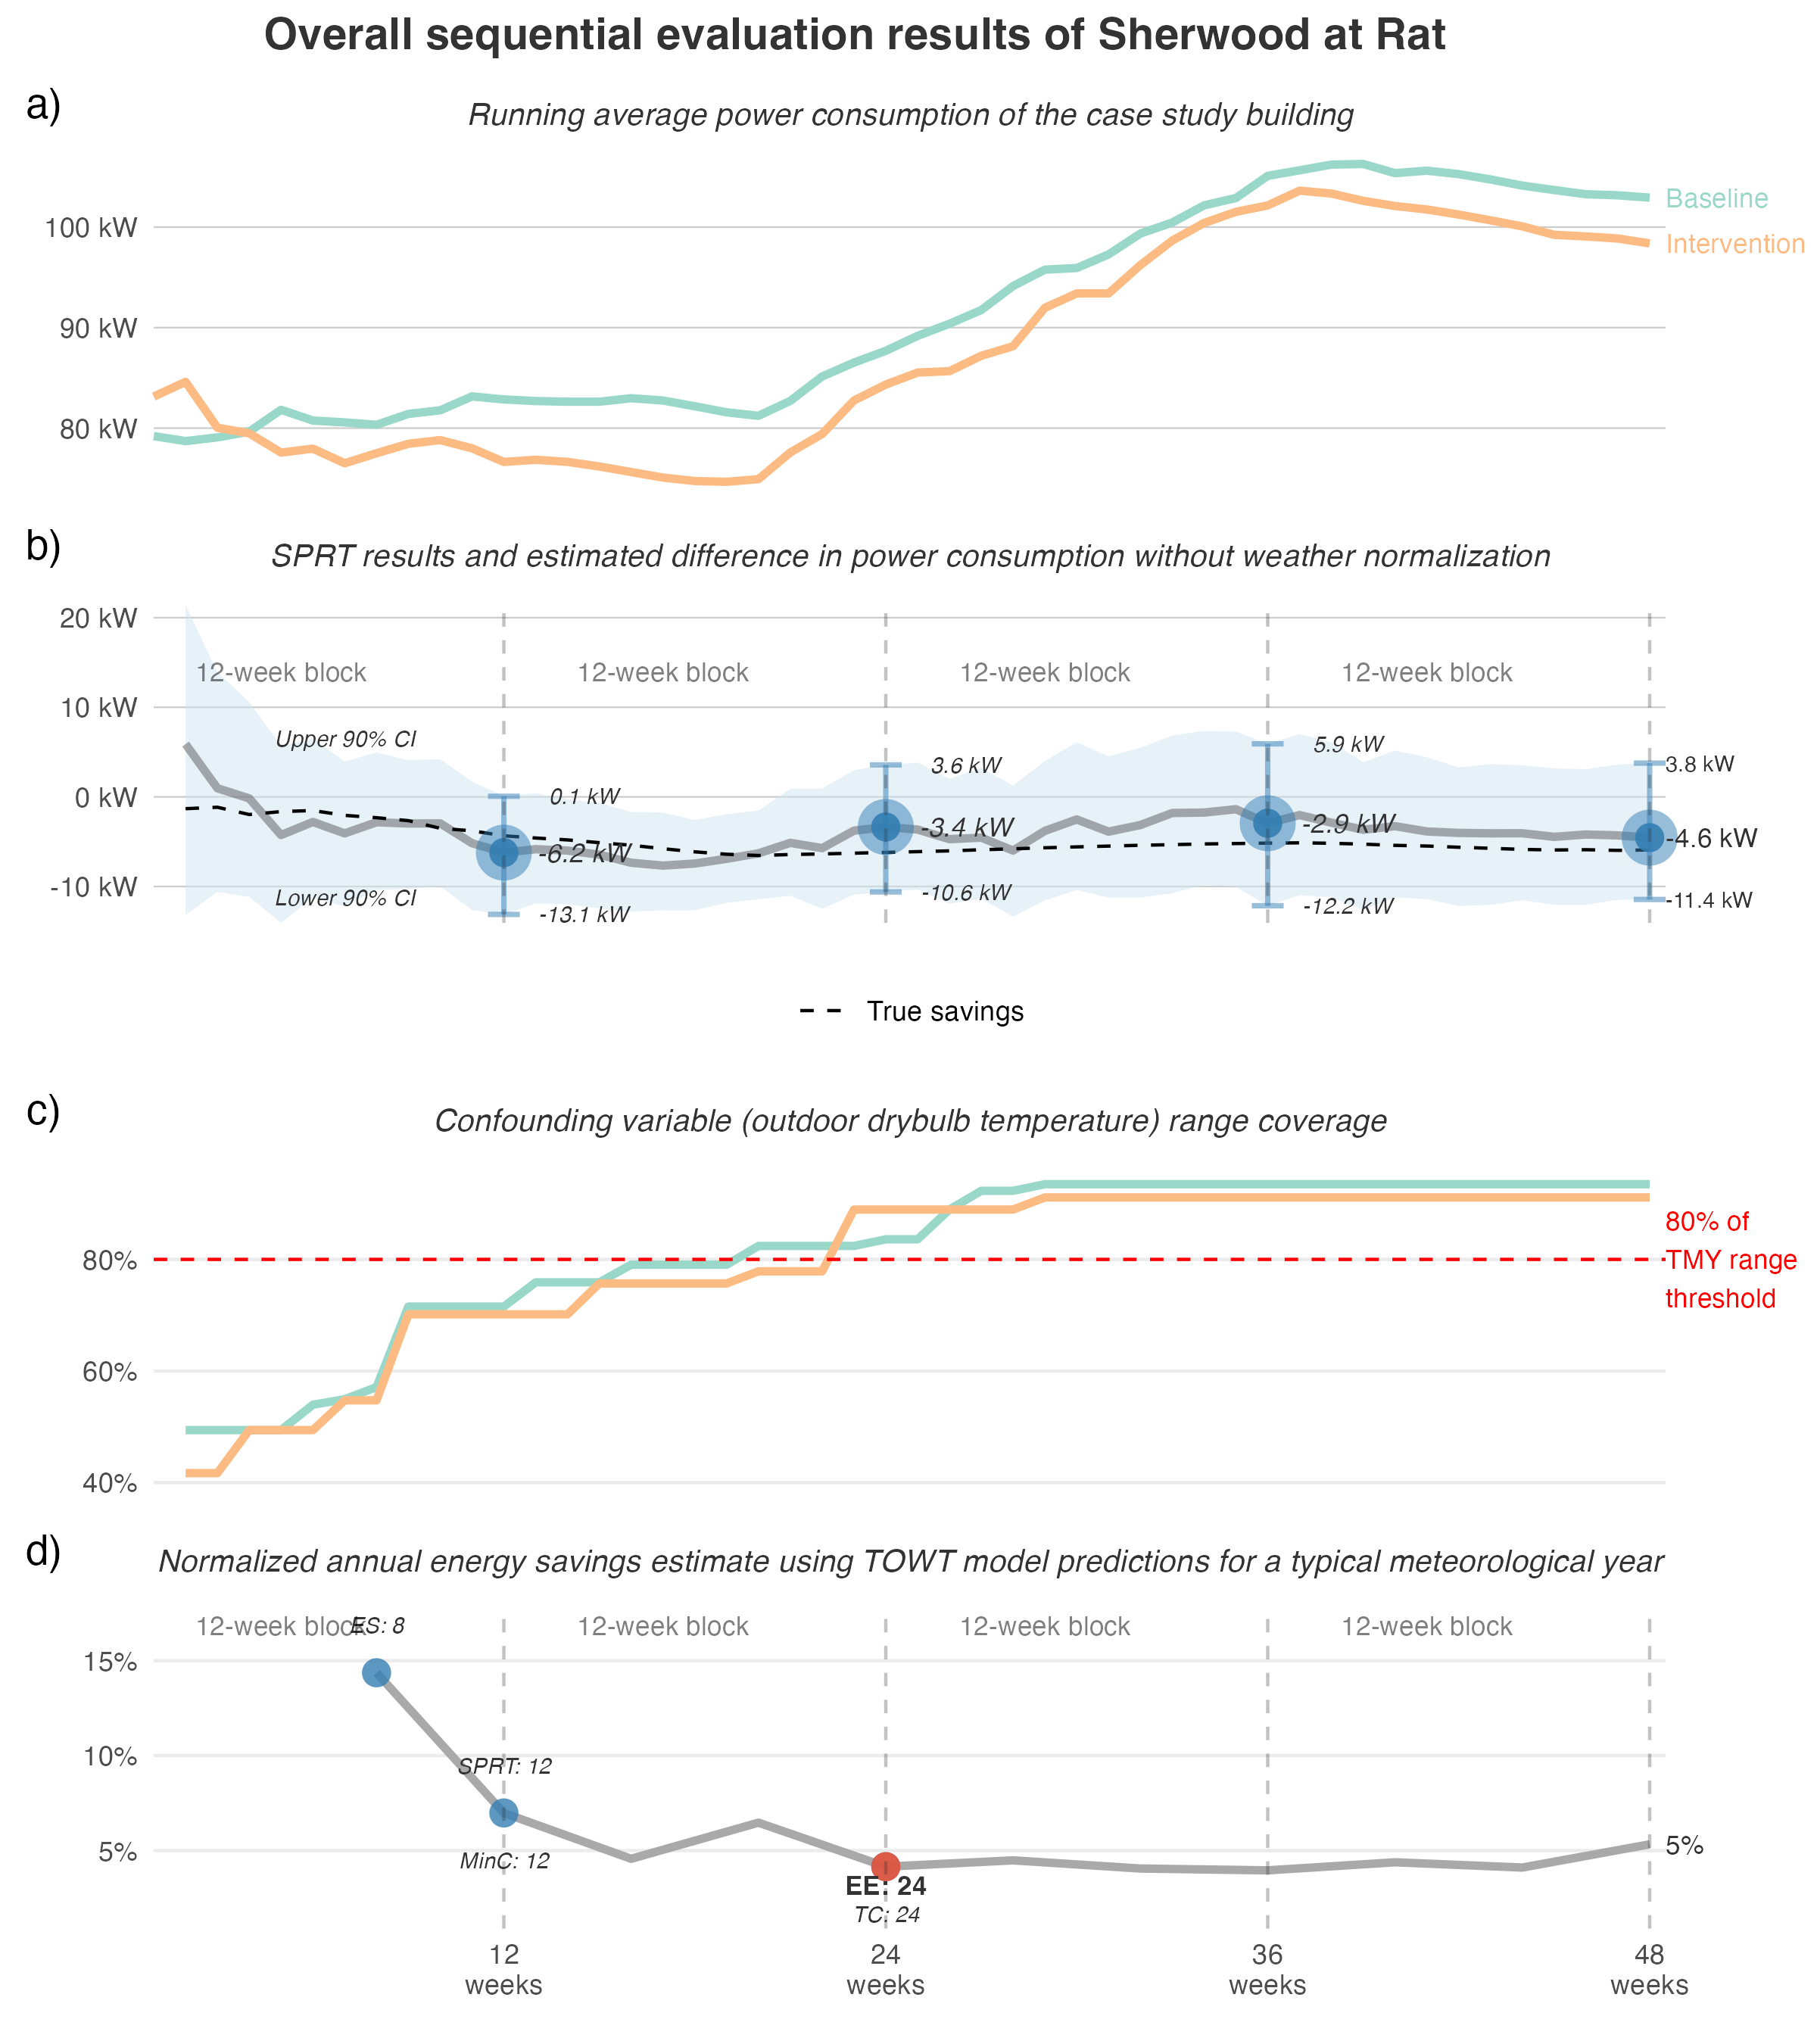 Overall sequential evaluation results of Sherwood at Rat
a)
Running average power consumption of the case study building
100 kW
90 kW
80 kW
Baseline
Intervention
b)
SPRT results and estimated difference in power consumption without weather normalization
20 kW
10 kW
0 kW
-10 kW
12-week block
12-week block
12-week block
12-week block
Upper 90% CI
Lower 90% CI
0.1 kW
-6.2 kW
-13.1 kW
3.6 kW
-3.4 kW
-10.6 kW
5.9 kW
-2.9 kW
-12.2 kW
3.8 kW
-4.6 kW
-11.4 kW
True savings
c)
Confounding variable (outdoor drybulb temperature) range coverage
80%
60%
40%
80% of
TMY range
threshold
d)
Normalized annual energy savings estimate using TOWT model predictions for a typical meteorological year
12-week block
12-week block
12-week block
12-week block
15%
10%
5%
ES: 8
SPRT: 12
MinC: 12
EE: 24
TC: 24
5%
12
weeks
24
weeks
36
weeks
48
weeks